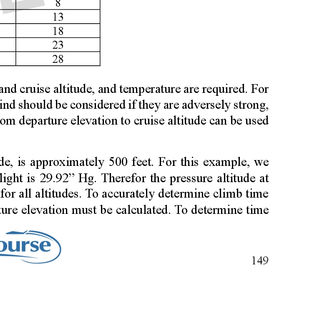 8
13
18
23
28
and cruise altitude, and temperature are required. For
ind should be considered if they are adversely strong,
om departure elevation to cruise altitude can be used
de, is approximately 500 feet. For this example, we
light is 29.92” Hg. Therefor the pressure altitude at
for all altitudes. To accurately determine climb time
ture elevation must be calculated. To determine time
ourse
149